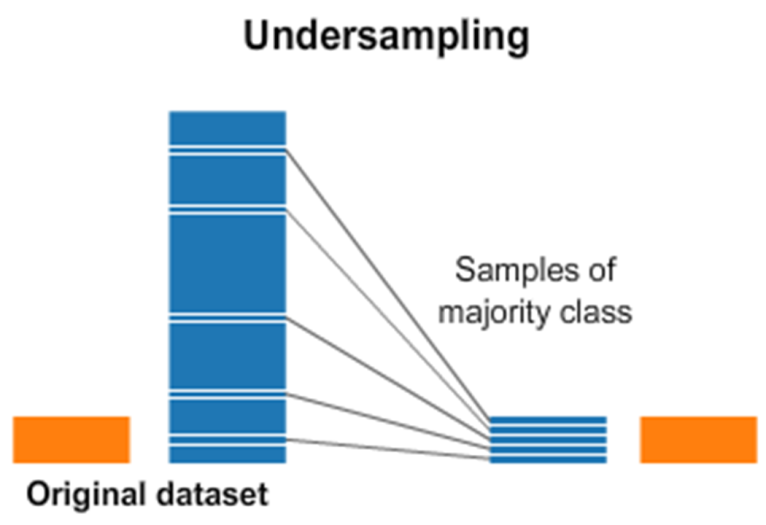 Undersampling
Samples of
majority class
Original dataset